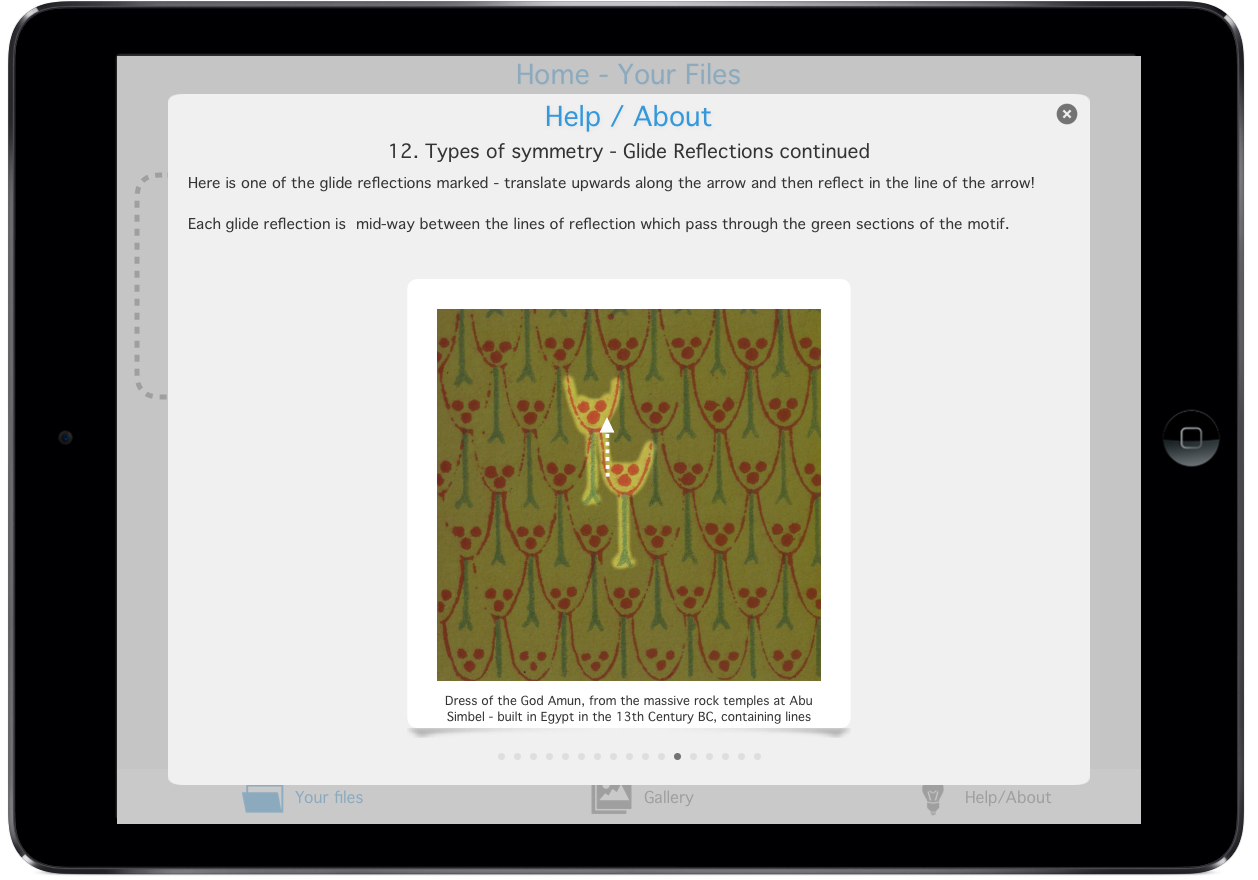 Home - Your Files
Help / About
12. Types of symmetry - Glide Reflections continued
Here is one of the glide reflections marked - translate upwards along the arrow and then reflect in the line of the arrow!
Each glide reflection is  mid-way between the lines of reflection which pass through the green sections of the motif.
Dress of the God Amun, from the massive rock temples at Abu
Simbel - built in Egypt in the 13th Century BC, containing lines
Your files
Gallery
Help/About